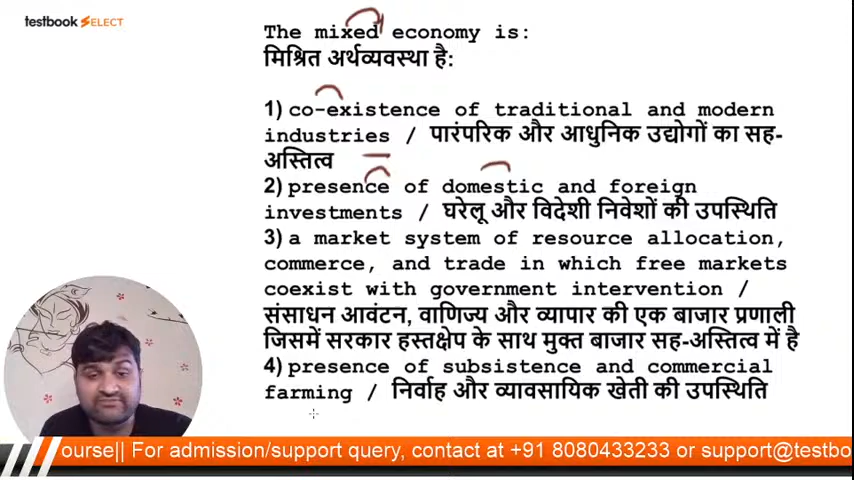 testbook SELECT
The mixed economy is:
मिश्रित अर्थव्यवस्था है:
1) co-existence of traditional and modern
industries / पारंपरिक और आधुनिक उद्योगों का सह-
अस्तित्व
2) presence of domestic and foreign
investments / घरेलू और विदेशी निवेशों की उपस्थिति
3) a market system of resource allocation,
commerce, and trade in which free markets
coexist with government intervention /
संसाधन आवंटन, वाणिज्य और व्यापार की एक बाजार प्रणाली
जिसमें सरकार हस्तक्षेप के साथ मुक्त बाजार सह-अस्तित्व में है
4) presence of subsistence and commercial
farming / निर्वाह और व्यावसायिक खेती की उपस्थिति
ourse|| For admission/support query, contact at +91 8080433233 or support@testbo